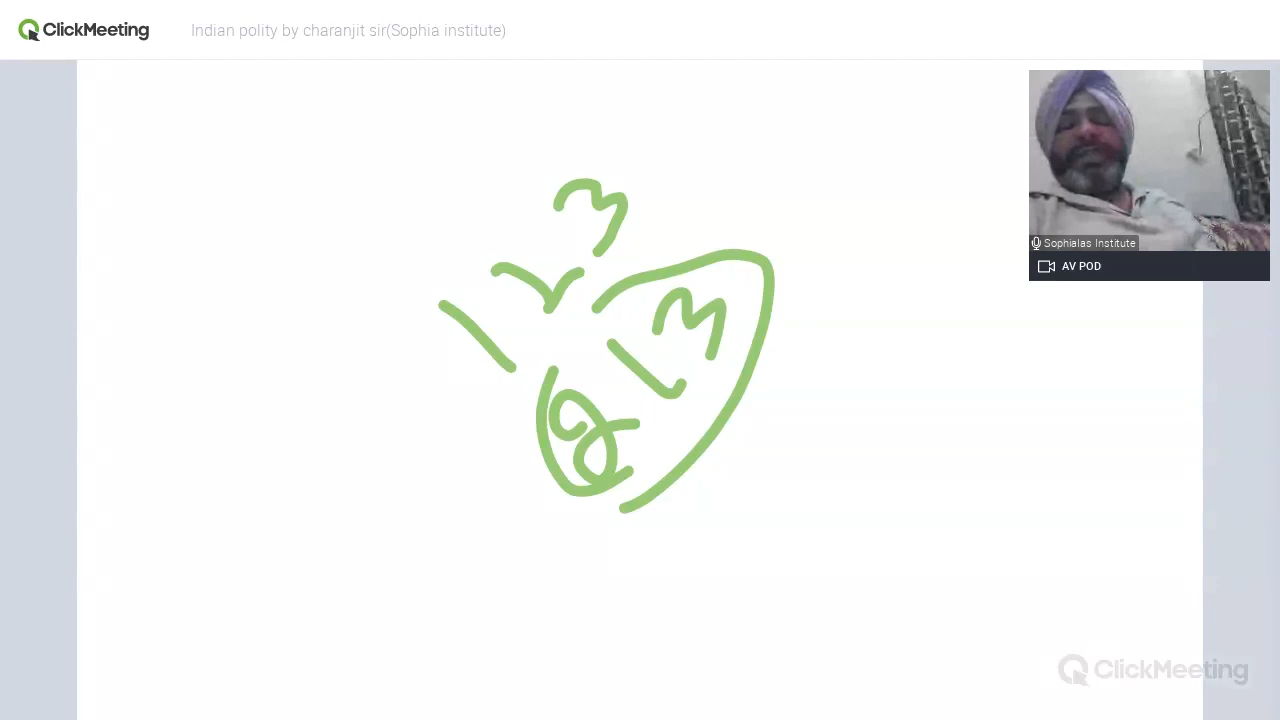 ClickMeeting
Indian polity by charanjit sir(Sophia institute)
Sophialas Institute
AV POD
ClickMeeting